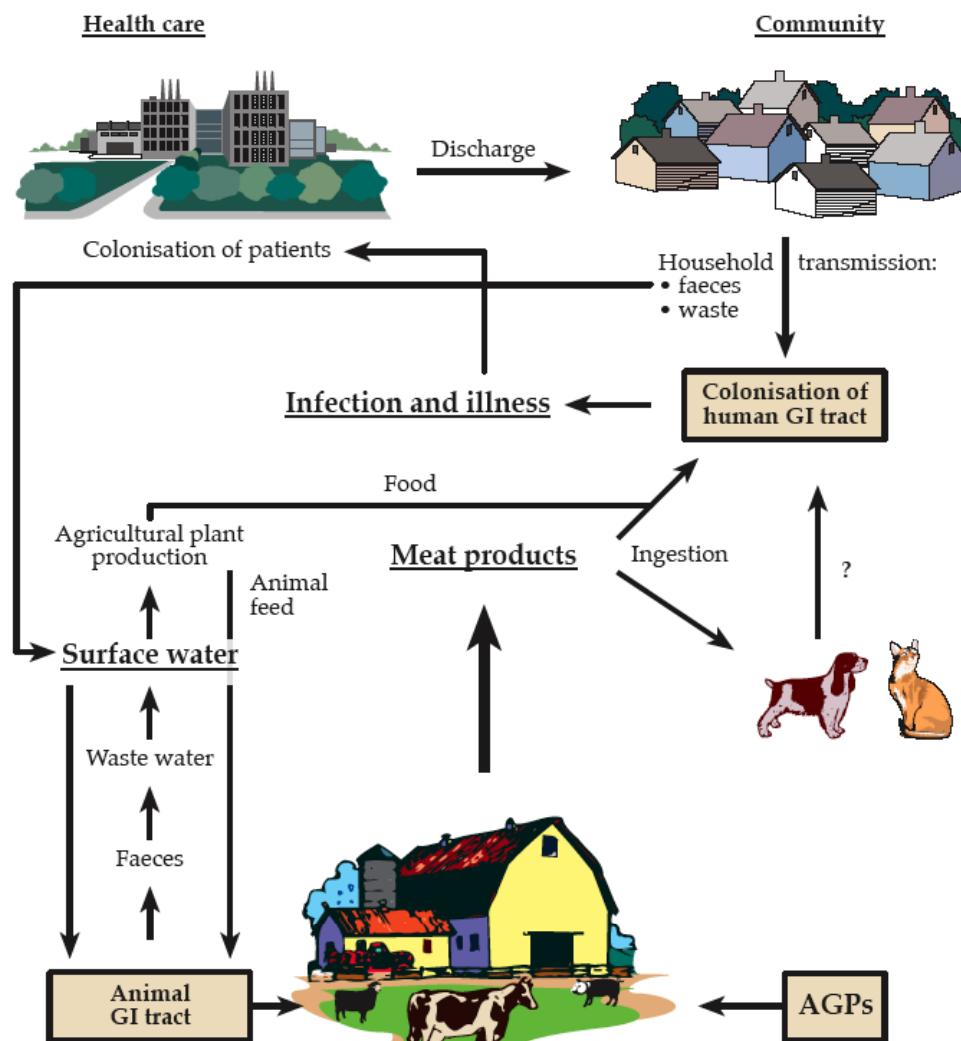 Health care
Community
Discharge
Colonisation of patients
Household transmission:
• faeces
• waste
Colonisation of
human GI tract
Infection and illness
Food
Agricultural plant
production
Meat products
Ingestion
?
Animal
feed
Surface water
Waste water
Faeces
Animal
GI tract
AGPs